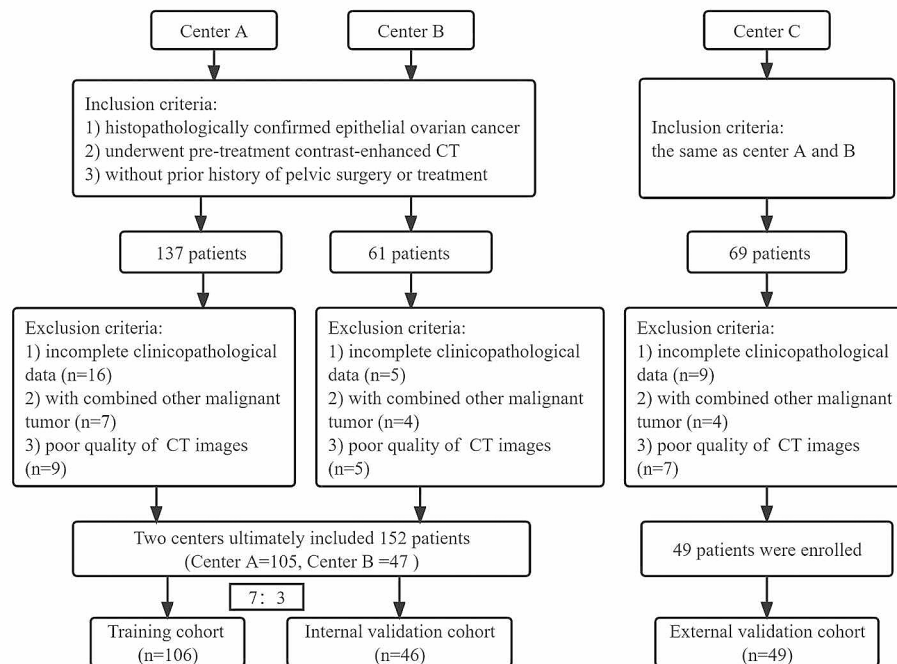 Center A
Center B
Center C
Inclusion criteria:
1) histopathologically confirmed epithelial ovarian cancer
2) underwent pre-treatment contrast-enhanced CT
3) without prior history of pelvic surgery or treatment
Inclusion criteria:
the same as center A and B
137 patients
61 patients
69 patients
Exclusion criteria:
1) incomplete clinicopathological
data (n=16)
2) with combined other malignant
tumor (n=7)
3) poor quality of CT images
(n=9)
Exclusion criteria:
1) incomplete clinicopathological
data (n=5)
2) with combined other malignant
tumor (n=4)
3) poor quality of CT images
(n=5)
Exclusion criteria:
1) incomplete clinicopathological
data (n=9)
2) with combined other malignant
tumor (n=4)
3) poor quality of CT images
(n=7)
Two centers ultimately included 152 patients
(Center A=105, Center B =47 )
49 patients were enrolled
7: 3
Training cohort
(n=106)
Internal validation cohort
(n=46)
External validation cohort
(n=49)